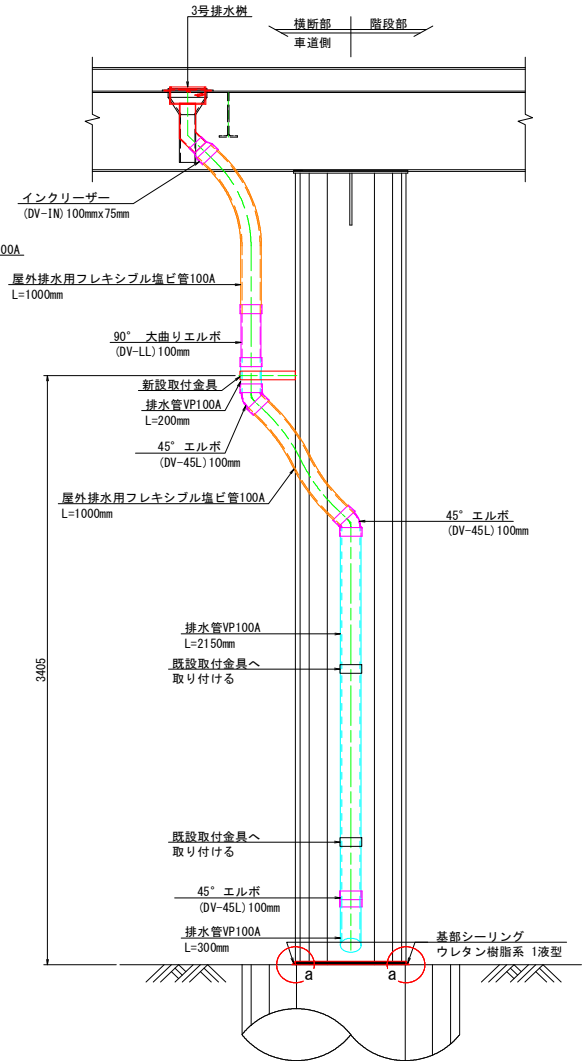 3号排水桝
横断部 階段部
車道側
インクリーザー
(DV-IN)100mmx75mm
00A
屋外排水用フレキシブル塩ビ管100A
L=1000mm
90° 大曲りエルボ
(DV-LL)100mm
新設取付金具
排水管VP100A
L=200mm
45° エルボ
(DV-45L)100mm
屋外排水用フレキシブル塩ビ管100A
L=1000mm
45° エルボ
(DV-45L)100mm
排水管VP100A
L=2150mm
既設取付金具へ
取り付ける
3405
既設取付金具へ
取り付ける
45° エルボ
(DV-45L)100mm
排水管VP100A
L=300mm
基部シーリング
ウレタン樹脂系 1液型
a a